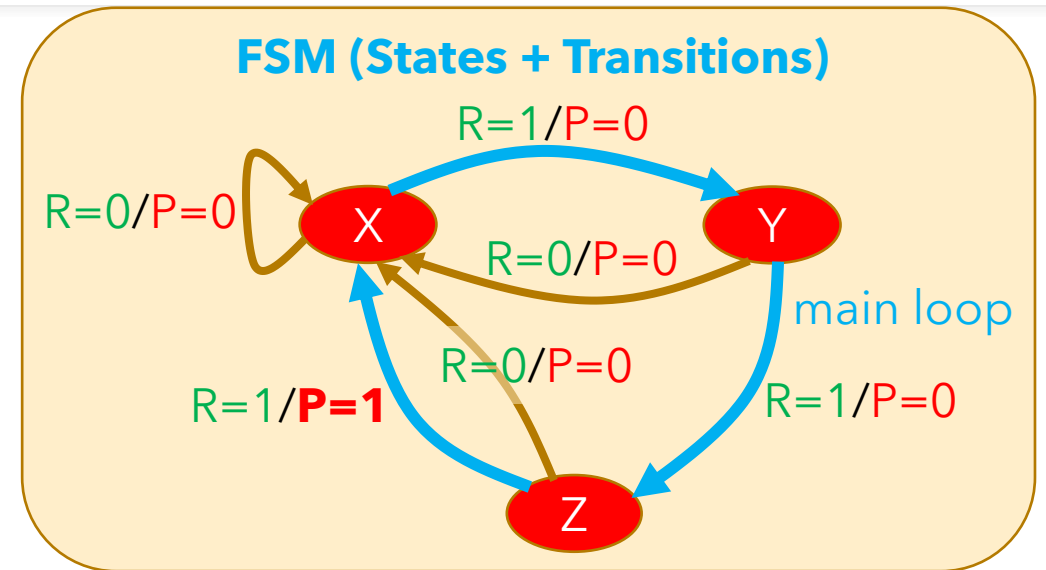 FSM (States + Transitions)
R=1/P=0
R=0/P=0
X
Y
R=0/P=0
main loop
R=0/P=0
R=1/P=1
R=1/P=0
Z